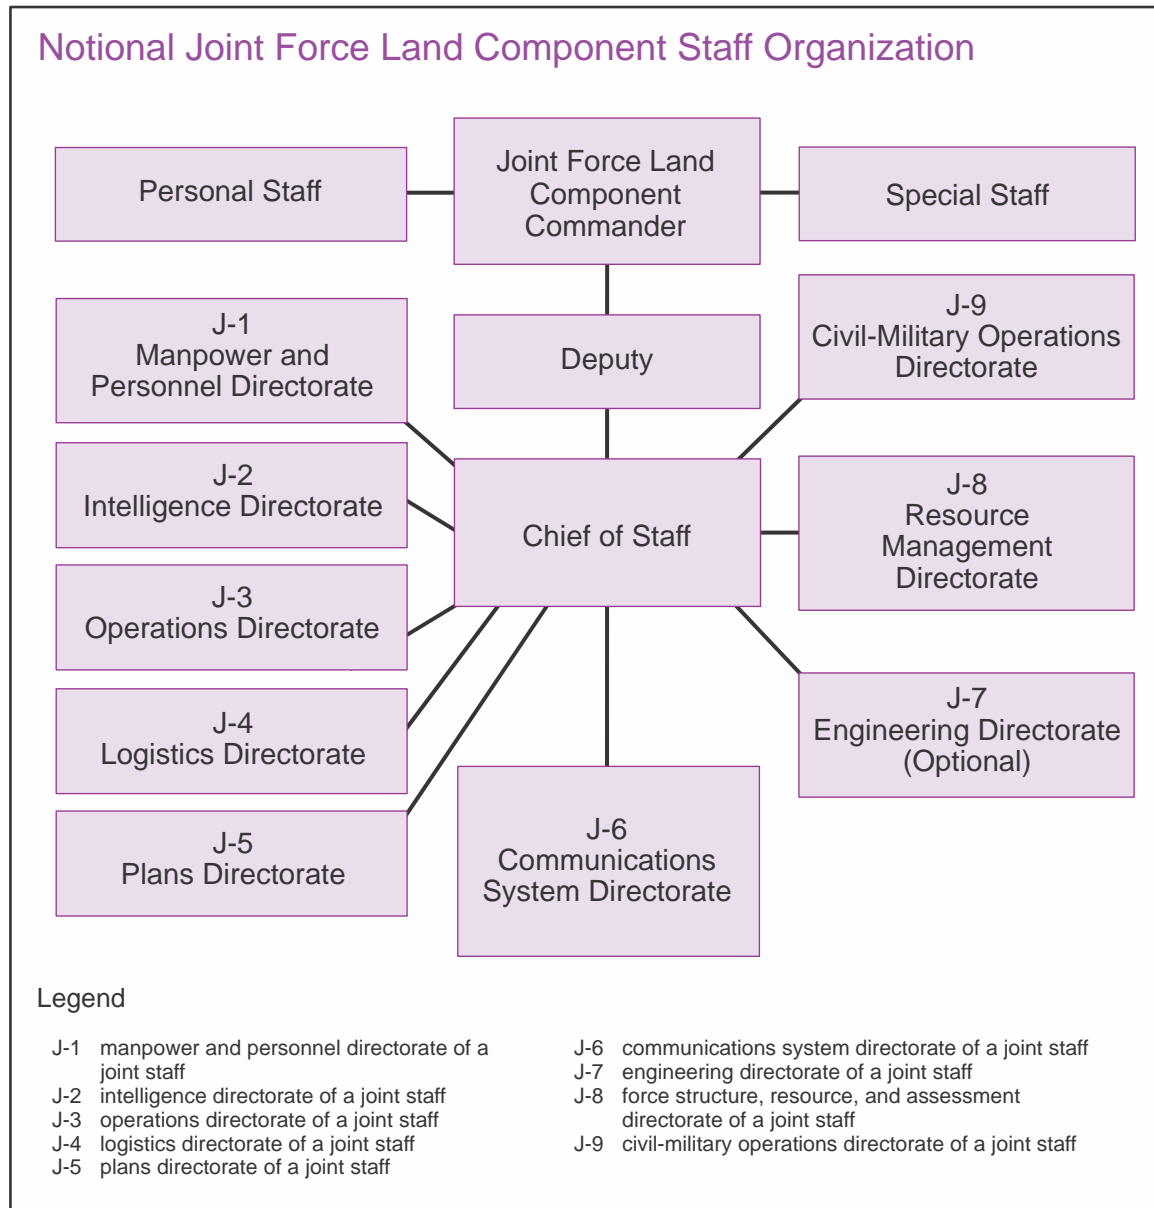 Notional Joint Force Land Component Staff Organization
Personal Staff
Joint Force Land
Component
Commander
Special Staff
J-1
Manpower and
Personnel Directorate
Deputy
J-9
Civil-Military Operations
Directorate
J-2
Intelligence Directorate
Chief of Staff
J-8
Resource
Management
Directorate
J-3
Operations Directorate
J-4
Logistics Directorate
J-7
Engineering Directorate
(Optional)
J-5
Plans Directorate
J-6
Communications
System Directorate
Legend
J-1 manpower and personnel directorate of a
joint staff
J-2 intelligence directorate of a joint staff
J-3 operations directorate of a joint staff
J-4 logistics directorate of a joint staff
J-5 plans directorate of a joint staff
J-6 communications system directorate of a joint staff
J-7 engineering directorate of a joint staff
J-8 force structure, resource, and assessment
directorate of a joint staff
J-9 civil-military operations directorate of a joint staff